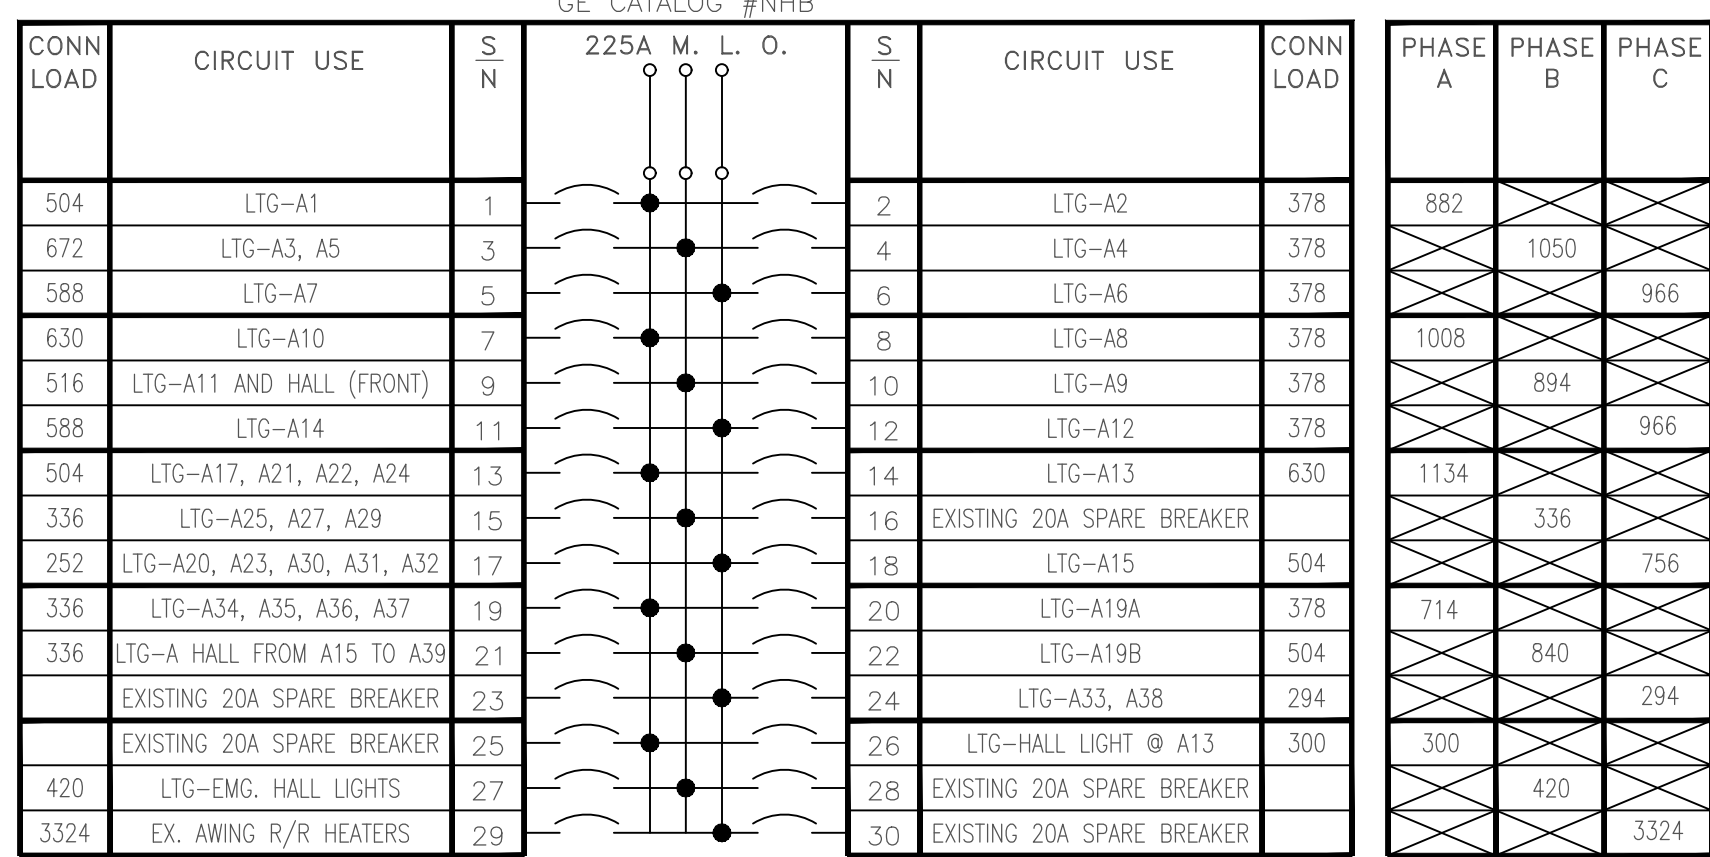 GE CATALOG #NHB
CONN LOAD CIRCUIT USE S/N 225A M. L. O. S/N CIRCUIT USE CONN LOAD PHASE A PHASE B PHASE C
504 LTG-A1 1 2 LTG-A2 378 882
672 LTG-A3, A5 3 4 LTG-A4 378 1050
588 LTG-A7 5 6 LTG-A6 378 966
630 LTG-A10 7 8 LTG-A8 378 1008
516 LTG-A11 AND HALL (FRONT) 9 10 LTG-A9 378 894
588 LTG-A14 11 12 LTG-A12 378 966
504 LTG-A17, A21, A22, A24 13 14 LTG-A13 630 1134
336 LTG-A25, A27, A29 15 16 EXISTING 20A SPARE BREAKER 336
252 LTG-A20, A23, A30, A31, A32 17 18 LTG-A15 504 756
336 LTG-A34, A35, A36, A37 19 20 LTG-A19A 378 714
336 LTG-A HALL FROM A15 TO A39 21 22 LTG-A19B 504 840
EXISTING 20A SPARE BREAKER 23 24 LTG-A33, A38 294 294
EXISTING 20A SPARE BREAKER 25 26 LTG-HALL LIGHT @ A13 300 300
420 LTG-EMG. HALL LIGHTS 27 28 EXISTING 20A SPARE BREAKER 420
3324 EX. AWING R/R HEATERS 29 30 EXISTING 20A SPARE BREAKER 3324